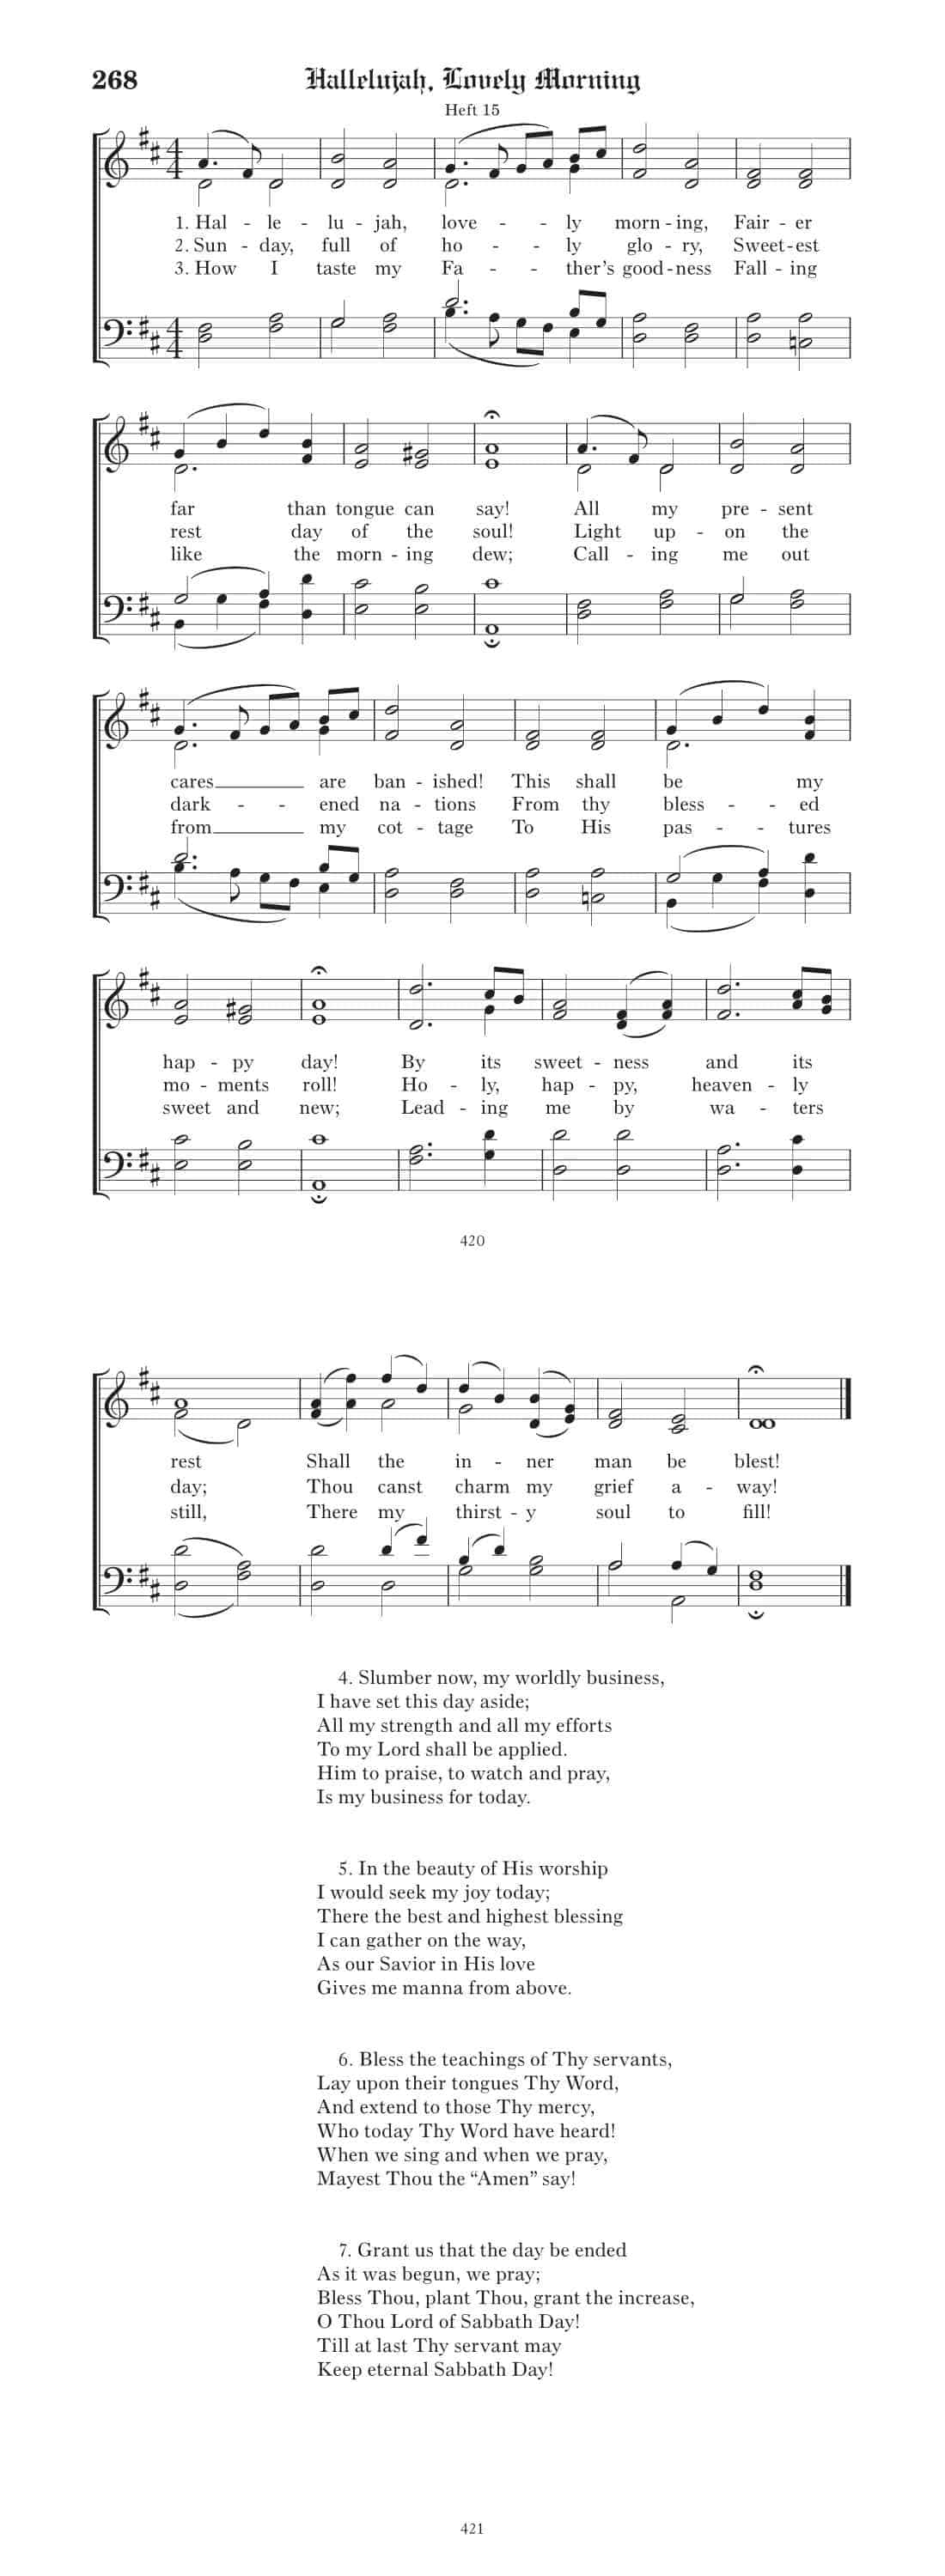 268 Hallelujah, Lovely Morning
Heft 15
1. Hal - le - lu - jah, love - - ly morn - ing, Fair - er
2. Sun - day, full of ho - - ly glo - ry, Sweet - est
3. How I taste my Fa - - ther’s good - ness Fall - ing
far than tongue can say! All my pre - sent
rest day of the soul! Light up - on the
like the morn - ing dew; Call - ing me out
cares are ban - ished! This shall be my
dark - - ened na - tions From thy bless - - ed
from my cot - tage To His pas - - tures
hap - py day! By its sweet - ness and its
mo - ments roll! Ho - ly, hap - py, heaven - ly
sweet and new; Lead - ing me by wa - ters
420
rest Shall the in - ner man be blest!
day; Thou canst charm my grief a - way!
still, There my thirst - y soul to fill!
4. Slumber now, my worldly business,
I have set this day aside;
All my strength and all my efforts
To my Lord shall be applied.
Him to praise, to watch and pray,
Is my business for today.
5. In the beauty of His worship
I would seek my joy today;
There the best and highest blessing
I can gather on the way,
As our Savior in His love
Gives me manna from above.
6. Bless the teachings of Thy servants,
Lay upon their tongues Thy Word,
And extend to those Thy mercy,
Who today Thy Word have heard!
When we sing and when we pray,
Mayest Thou the “Amen” say!
7. Grant us that the day be ended
As it was begun, we pray;
Bless Thou, plant Thou, grant the increase,
O Thou Lord of Sabbath Day!
Till at last Thy servant may
Keep eternal Sabbath Day!
421